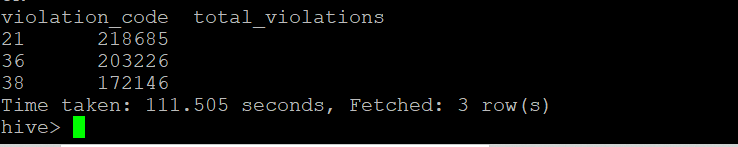 violation_code  total_violations
21      218685
36      203226
38      172146
Time taken: 111.505 seconds, Fetched: 3 row(s)
hive>